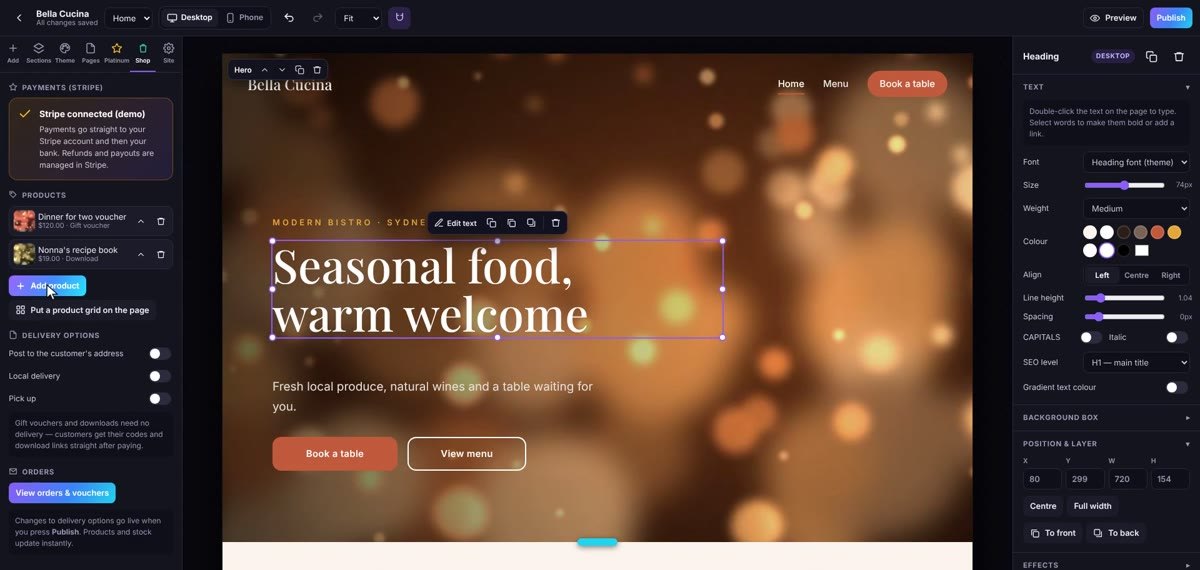 Bella Cucina
All changes saved
Home
Desktop
Phone
Fit
Preview
Publish
Add
Sections
Theme
Pages
Platinum
Shop
Site
PAYMENTS (STRIPE)
Stripe connected (demo)
Payments go straight to your
Stripe account and then your
bank. Refunds and payouts are
managed in Stripe.
PRODUCTS
Dinner for two voucher
$120.00 · Gift voucher
Nonna's recipe book
$19.00 · Download
Add product
Put a product grid on the page
DELIVERY OPTIONS
Post to the customer's address
Local delivery
Pick up
Gift vouchers and downloads need no
delivery — customers get their codes and
download links straight after paying.
ORDERS
View orders & vouchers
Changes to delivery options go live when
you press Publish. Products and stock
update instantly.
Hero
Bella Cucina
Home
Menu
Book a table
MODERN BISTRO · SYDNE
Edit text
Seasonal food,
warm welcome
Fresh local produce, natural wines and a table waiting for
you.
Book a table
View menu
Heading
DESKTOP
TEXT
Double-click the text on the page to type.
Select words to make them bold or add a
link.
Font
Heading font (theme)
Size
74px
Weight
Medium
Colour
Align
Left
Centre
Right
Line height
1.04
Spacing
0px
CAPITALS
Italic
SEO level
H1 — main title
Gradient text colour
BACKGROUND BOX
POSITION & LAYER
X
Y
W
H
80
299
720
154
Centre
Full width
To front
To back
EFFECTS